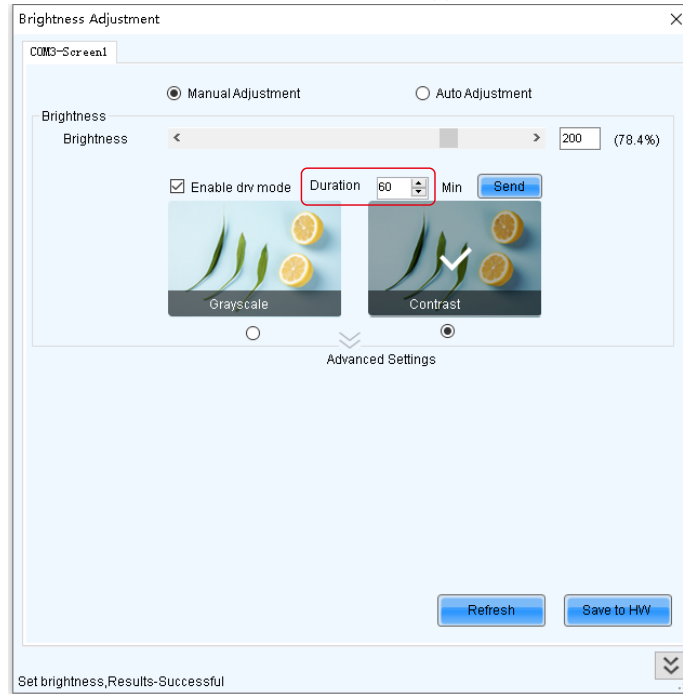 Brightness Adjustment
COM3-Screen1
Manual Adjustment Auto Adjustment
Brightness
Brightness 200 (78.4%)
Enable drv mode Duration 60 Min Send
Grayscale Contrast
Advanced Settings
Refresh Save to HW
Set brightness,Results-Successful